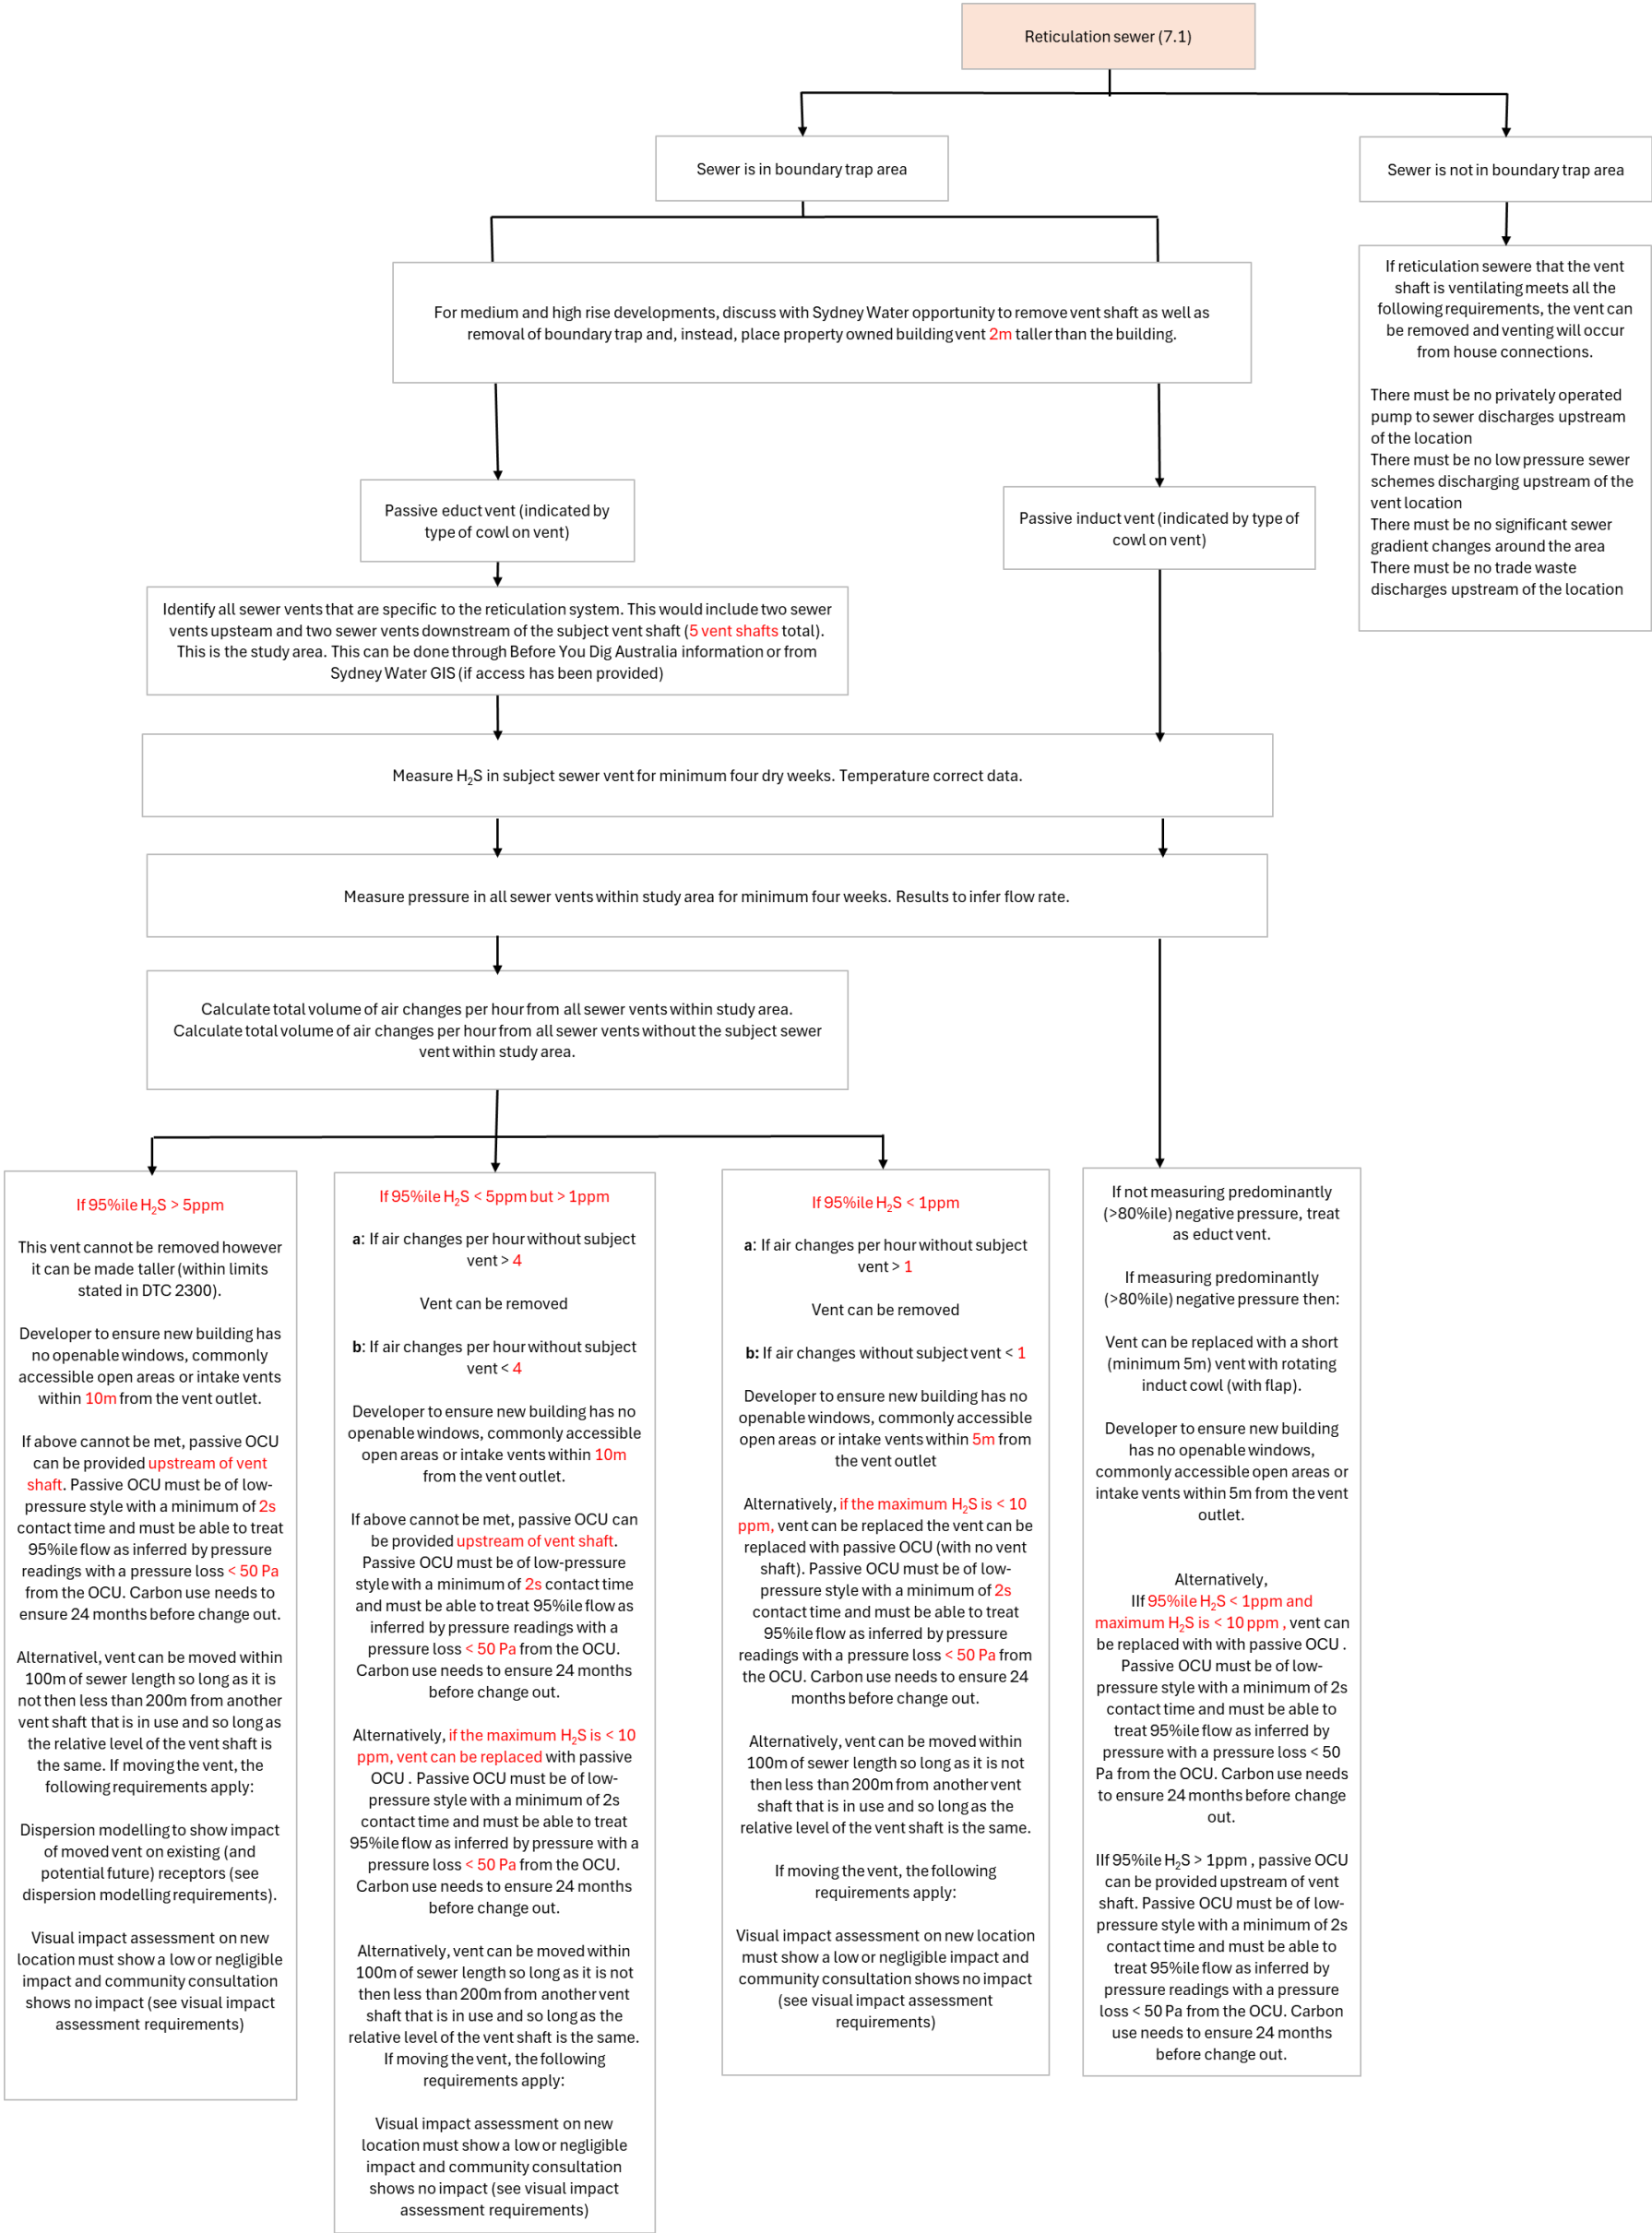 Reticulation sewer (7.1)
Sewer is in boundary trap area
Sewer is not in boundary trap area
For medium and high rise developments, discuss with Sydney Water opportunity to remove vent shaft as well as
removal of boundary trap and, instead, place property owned building vent 2m taller than the building.
If reticulation sewere that the vent
shaft is ventilating meets all the
following requirements, the vent can
be removed and venting will occur
from house connections.
There must be no privately operated
pump to sewer discharges upstream
of the location
There must be no low pressure sewer
schemes discharging upstream of the
vent location
There must be no significant sewer
gradient changes around the area
There must be no trade waste
discharges upstream of the location
Passive educt vent (indicated by
type of cowl on vent)
Passive induct vent (indicated by type of
cowl on vent)
Identify all sewer vents that are specific to the reticulation system. This would include two sewer
vents upsteam and two sewer vents downstream of the subject vent shaft (5 vent shafts total).
This is the study area. This can be done through Before You Dig Australia information or from
Sydney Water GIS (if access has been provided)
Measure H₂S in subject sewer vent for minimum four dry weeks. Temperature correct data.
Measure pressure in all sewer vents within study area for minimum four weeks. Results to infer flow rate.
Calculate total volume of air changes per hour from all sewer vents within study area.
Calculate total volume of air changes per hour from all sewer vents without the subject sewer
vent within study area.
If 95%ile H₂S > 5ppm
This vent cannot be removed however
it can be made taller (within limits
stated in DTC 2300).
Developer to ensure new building has
no openable windows, commonly
accessible open areas or intake vents
within 10m from the vent outlet.
If above cannot be met, passive OCU
can be provided upstream of vent
shaft. Passive OCU must be of low-
pressure style with a minimum of 2s
contact time and must be able to treat
95%ile flow as inferred by pressure
readings with a pressure loss < 50 Pa
from the OCU. Carbon use needs to
ensure 24 months before change out.
Alternativel, vent can be moved within
100m of sewer length so long as it is
not then less than 200m from another
vent shaft that is in use and so long as
the relative level of the vent shaft is
the same. If moving the vent, the
following requirements apply:
Dispersion modelling to show impact
of moved vent on existing (and
potential future) receptors (see
dispersion modelling requirements).
Visual impact assessment on new
location must show a low or negligible
impact and community consultation
shows no impact (see visual impact
assessment requirements)
If 95%ile H₂S < 5ppm but > 1ppm
a: If air changes per hour without subject
vent > 4
Vent can be removed
b: If air changes per hour without subject
vent < 4
Developer to ensure new building has no
openable windows, commonly accessible
open areas or intake vents within 10m
from the vent outlet.
If above cannot be met, passive OCU can
be provided upstream of vent shaft.
Passive OCU must be of low-pressure
style with a minimum of 2s contact time
and must be able to treat 95%ile flow as
inferred by pressure readings with a
pressure loss < 50 Pa from the OCU.
Carbon use needs to ensure 24 months
before change out.
Alternatively, if the maximum H₂S is < 10
ppm, vent can be replaced with passive
OCU . Passive OCU must be of low-
pressure style with a minimum of 2s
contact time and must be able to treat
95%ile flow as inferred by pressure with a
pressure loss < 50 Pa from the OCU.
Carbon use needs to ensure 24 months
before change out.
Alternatively, vent can be moved within
100m of sewer length so long as it is not
then less than 200m from another vent
shaft that is in use and so long as the
relative level of the vent shaft is the same.
If moving the vent, the following
requirements apply:
Visual impact assessment on new
location must show a low or negligible
impact and community consultation
shows no impact (see visual impact
assessment requirements)
If 95%ile H₂S < 1ppm
a: If air changes per hour without subject
vent > 1
Vent can be removed
b: If air changes without subject vent < 1
Developer to ensure new building has no
openable windows, commonly accessible
open areas or intake vents within 5m from
the vent outlet
Alternatively, if the maximum H₂S is < 10
ppm, vent can be replaced the vent can be
replaced with passive OCU (with no vent
shaft). Passive OCU must be of low-
pressure style with a minimum of 2s
contact time and must be able to treat
95%ile flow as inferred by pressure
readings with a pressure loss < 50 Pa from
the OCU. Carbon use needs to ensure 24
months before change out.
Alternatively, vent can be moved within
100m of sewer length so long as it is not
then less than 200m from another vent
shaft that is in use and so long as the
relative level of the vent shaft is the same.
If moving the vent, the following
requirements apply:
Visual impact assessment on new location
must show a low or negligible impact and
community consultation shows no impact
(see visual impact assessment
requirements)
If not measuring predominantly
(>80%ile) negative pressure, treat
as educt vent.
If measuring predominantly
(>80%ile) negative pressure then:
Vent can be replaced with a short
(minimum 5m) vent with rotating
induct cowl (with flap).
Developer to ensure new building
has no openable windows,
commonly accessible open areas or
intake vents within 5m from the vent
outlet.
Alternatively,
IIf 95%ile H₂S < 1ppm and
maximum H₂S is < 10 ppm , vent can
be replaced with with passive OCU .
Passive OCU must be of low-
pressure style with a minimum of 2s
contact time and must be able to
treat 95%ile flow as inferred by
pressure with a pressure loss < 50
Pa from the OCU. Carbon use needs
to ensure 24 months before change
out.
IIf 95%ile H₂S > 1ppm , passive OCU
can be provided upstream of vent
shaft. Passive OCU must be of low-
pressure style with a minimum of 2s
contact time and must be able to
treat 95%ile flow as inferred by
pressure readings with a pressure
loss < 50 Pa from the OCU. Carbon
use needs to ensure 24 months
before change out.